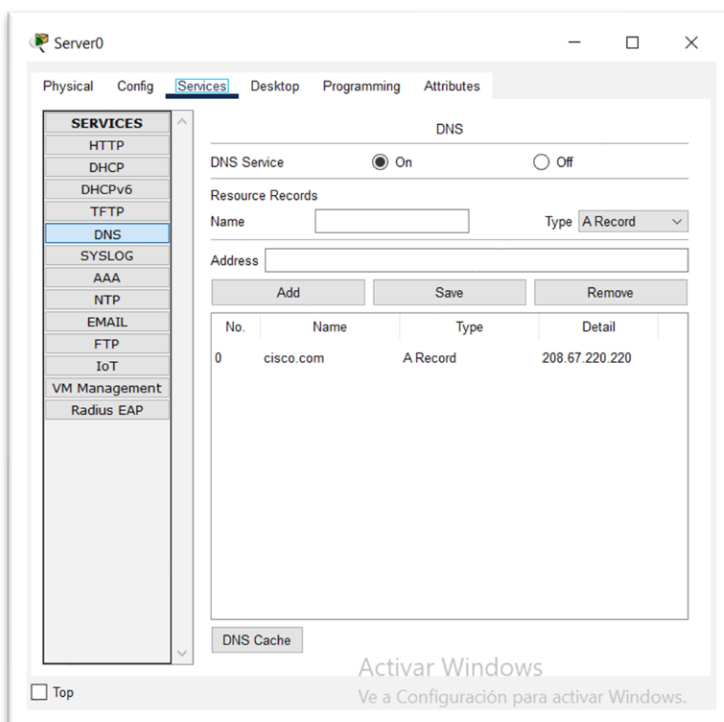 Server0
Physical Config Services Desktop Programming Attributes
SERVICES
HTTP
DHCP
DHCPv6
TFTP
DNS
SYSLOG
AAA
NTP
EMAIL
FTP
IoT
VM Management
Radius EAP
DNS
DNS Service On Off
Resource Records
Name Type A Record
Address
Add Save Remove
No. Name Type Detail
0 cisco.com A Record 208.67.220.220
DNS Cache
Top
Activar Windows
Ve a Configuración para activar Windows.